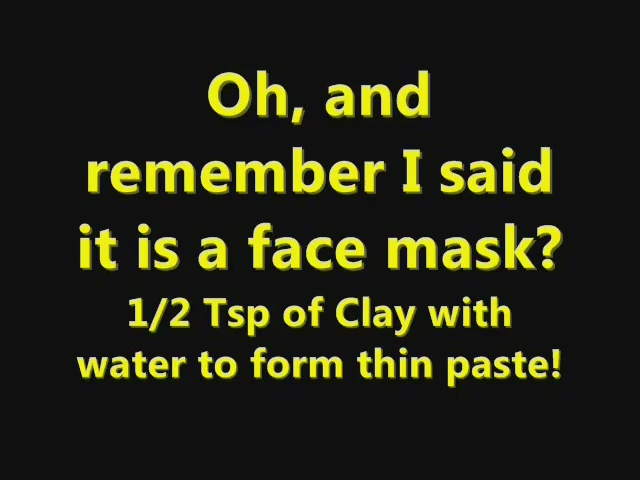 Oh, and
remember I said
it is a face mask?
1/2 Tsp of Clay with
water to form thin paste!